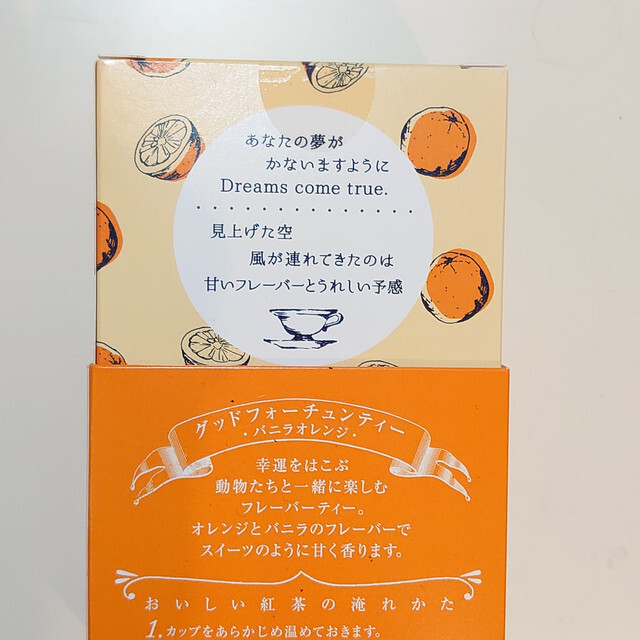 あなたの夢が
かないますように
Dreams come true.
見上げた空
風が連れてきたのは
甘いフレーバーとうれしい予感
グッドフォーチュンティー
・バニラオレンジ・
幸運をはこぶ
動物たちと一緒に楽しむ
フレーバーティー。
オレンジとバニラのフレーバーで
スイーツのように甘く香ります。
おいしい紅茶の淹れかた
1.カップをあらかじめ温めておきます。